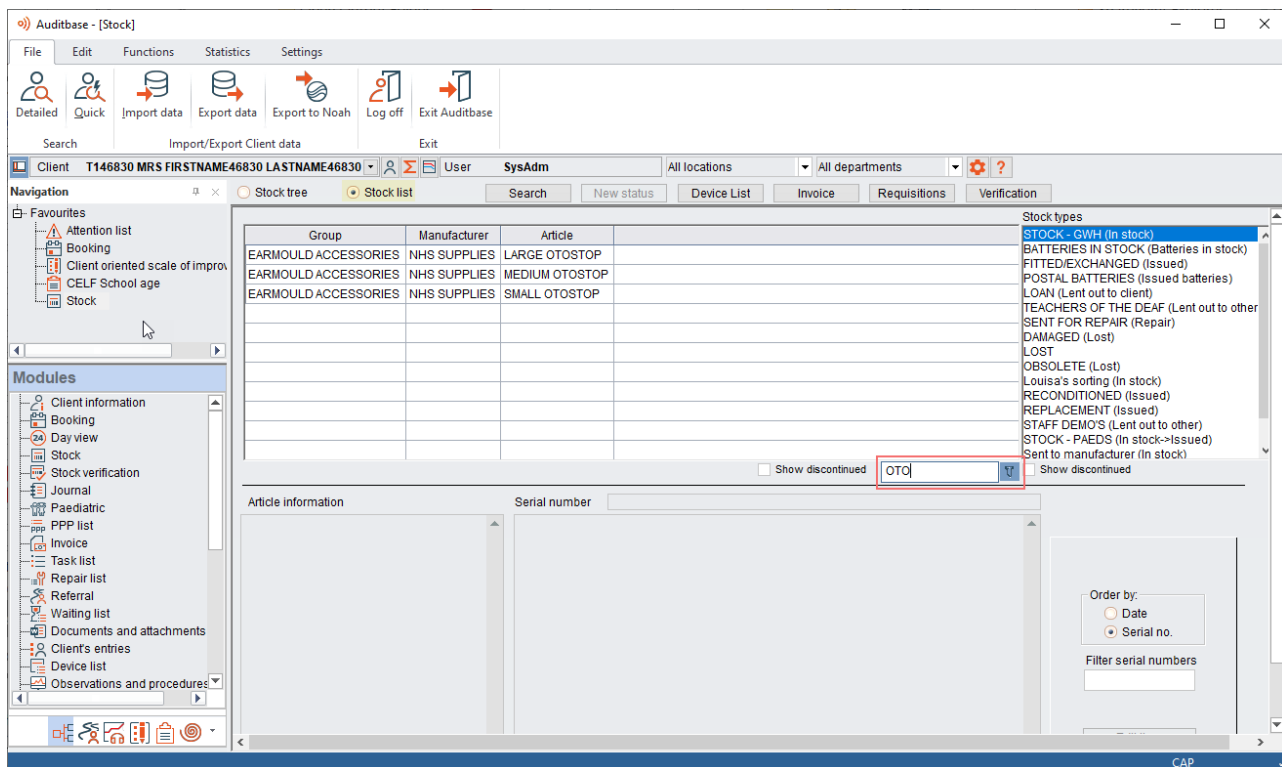 Auditbase - [Stock]
File Edit Functions Statistics Settings
Detailed Quick Import data Export data Export to Noah Log off Exit Auditbase
Search Import/Export Client data Exit
Client T146830 MRS FIRSTNAME46830 LASTNAME46830 User SysAdm All locations All departments ?
Navigation
Favourites
Attention list
Booking
Client oriented scale of improv
CELF School age
Stock
Stock tree Stock list Search New status Device List Invoice Requisitions Verification
Group Manufacturer Article
EARMOULD ACCESSORIES NHS SUPPLIES LARGE OTOSTOP
EARMOULD ACCESSORIES NHS SUPPLIES MEDIUM OTOSTOP
EARMOULD ACCESSORIES NHS SUPPLIES SMALL OTOSTOP
Stock types
STOCK - GWH (In stock)
BATTERIES IN STOCK (Batteries in stock)
FITTED/EXCHANGED (Issued)
POSTAL BATTERIES (Issued batteries)
LOAN (Lent out to client)
TEACHERS OF THE DEAF (Lent out to other
SENT FOR REPAIR (Repair)
DAMAGED (Lost)
LOST
OBSOLETE (Lost)
Louisa's sorting (In stock)
RECONDITIONED (Issued)
REPLACEMENT (Issued)
STAFF DEMO'S (Lent out to other)
STOCK - PAEDS (In stock->Issued)
Sent to manufacturer (In stock)
Show discontinued OTO Show discontinued
Modules
Client information
Booking
24 Day view
Stock
Stock verification
Journal
Paediatric
PPP PPP list
Invoice
Task list
Repair list
Referral
Waiting list
Documents and attachments
Client's entries
Device list
Observations and procedures
Article information Serial number
Order by:
Date
Serial no.
Filter serial numbers
CAP